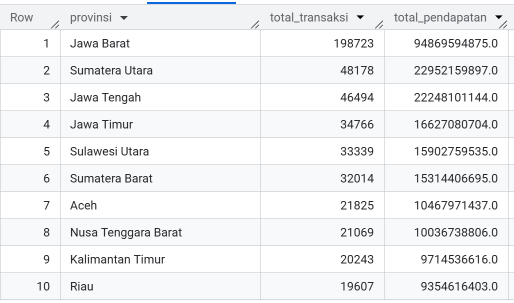 Row provinsi total_transaksi total_pendapatan
1 Jawa Barat 198723 94869594875.0
2 Sumatera Utara 48178 22952159897.0
3 Jawa Tengah 46494 22248101144.0
4 Jawa Timur 34766 16627080704.0
5 Sulawesi Utara 33339 15902759535.0
6 Sumatera Barat 32014 15314406695.0
7 Aceh 21825 10467971437.0
8 Nusa Tenggara Barat 21069 10036738806.0
9 Kalimantan Timur 20243 9714536616.0
10 Riau 19607 9354616403.0